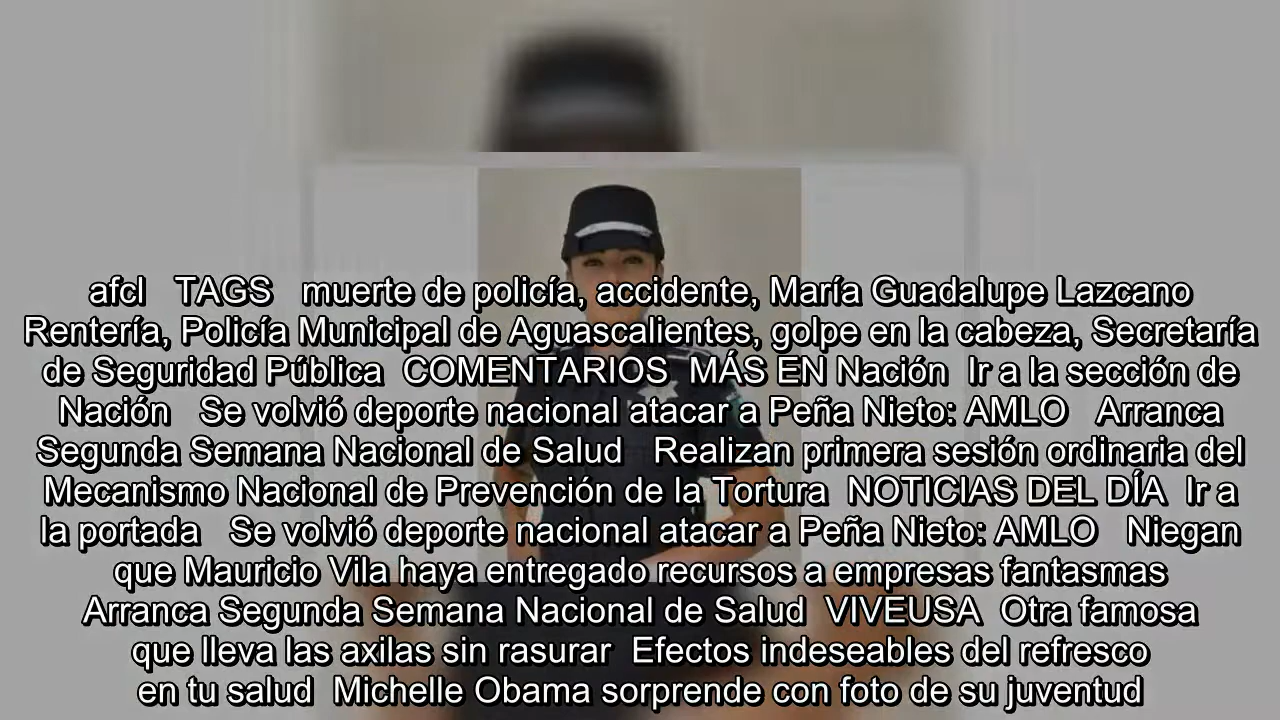 afcl TAGS muerte de policía, accidente, María Guadalupe Lazcano
Rentería, Policía Municipal de Aguascalientes, golpe en la cabeza, Secretaría
de Seguridad Pública COMENTARIOS MÁS EN Nación Ir a la sección de
Nación Se volvió deporte nacional atacar a Peña Nieto: AMLO Arranca
Segunda Semana Nacional de Salud Realizan primera sesión ordinaria del
Mecanismo Nacional de Prevención de la Tortura NOTICIAS DEL DÍA Ir a
la portada Se volvió deporte nacional atacar a Peña Nieto: AMLO Niegan
que Mauricio Vila haya entregado recursos a empresas fantasmas
Arranca Segunda Semana Nacional de Salud VIVEUSA Otra famosa
que lleva las axilas sin rasurar Efectos indeseables del refresco
en tu salud Michelle Obama sorprende con foto de su juventud